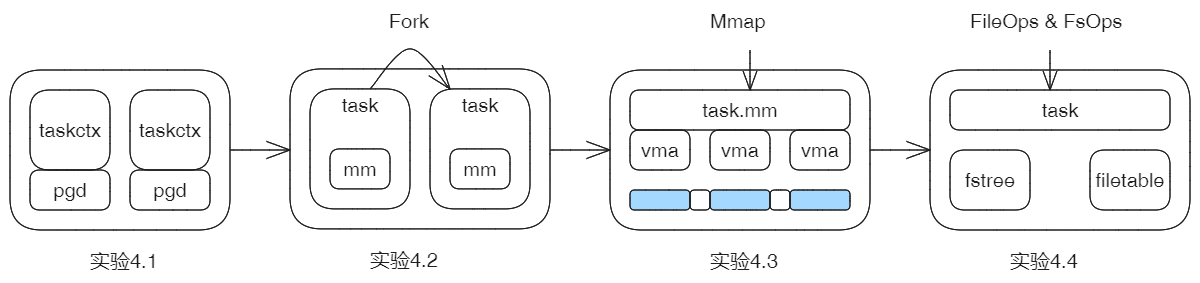 Fork
Mmap
FileOps & FsOps
taskctx
taskctx
pgd
pgd
task
task
mm
mm
task.mm
vma
vma
vma
task
fstree
filetable
实验4.1
实验4.2
实验4.3
实验4.4